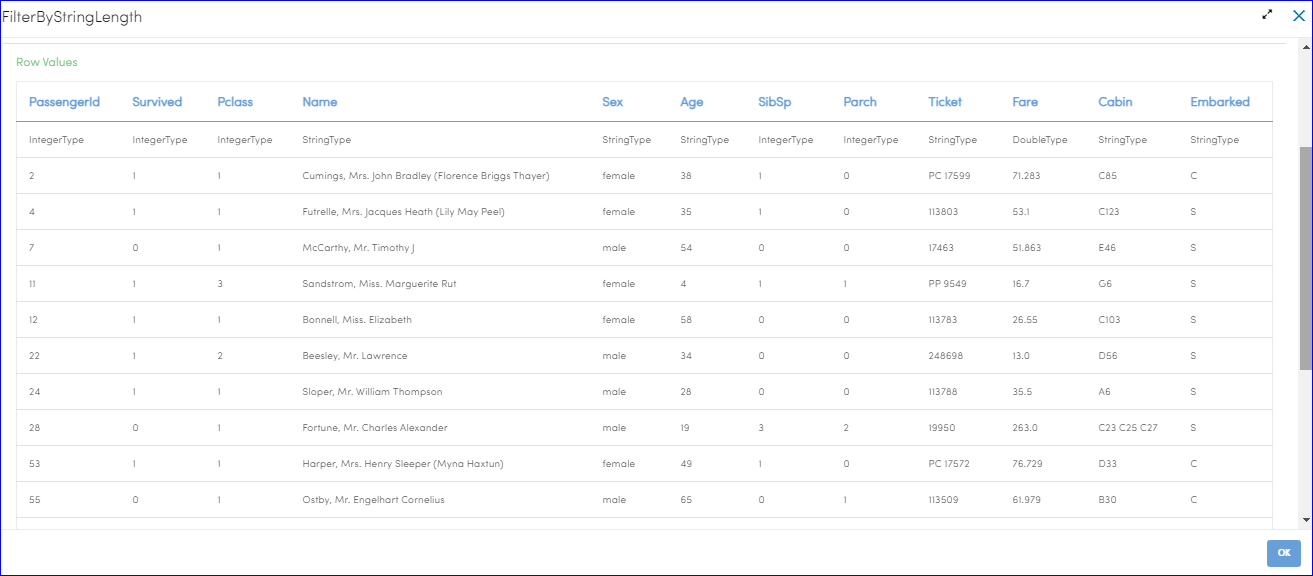 FilterByStringLength
Row Values
PassengerId Survived Pclass Name Sex Age SibSp Parch Ticket Fare Cabin Embarked
IntegerType IntegerType IntegerType StringType StringType StringType IntegerType IntegerType StringType DoubleType StringType StringType
2 1 1 Cumings, Mrs. John Bradley (Florence Briggs Thayer) female 38 1 0 PC 17599 71.283 C85 C
4 1 1 Futrelle, Mrs. Jacques Heath (Lily May Peel) female 35 1 0 113803 53.1 C123 S
7 0 1 McCarthy, Mr. Timothy J male 54 0 0 17463 51.863 E46 S
11 1 3 Sandstrom, Miss. Marguerite Rut female 4 1 1 PP 9549 16.7 G6 S
12 1 1 Bonnell, Miss. Elizabeth female 58 0 0 113783 26.55 C103 S
22 1 2 Beesley, Mr. Lawrence male 34 0 0 248698 13.0 D56 S
24 1 1 Sloper, Mr. William Thompson male 28 0 0 113788 35.5 A6 S
28 0 1 Fortune, Mr. Charles Alexander male 19 3 2 19950 263.0 C23 C25 C27 S
53 1 1 Harper, Mrs. Henry Sleeper (Myna Haxtun) female 49 1 0 PC 17572 76.729 D33 C
55 0 1 Ostby, Mr. Engelhart Cornelius male 65 0 1 113509 61.979 B30 C
OK